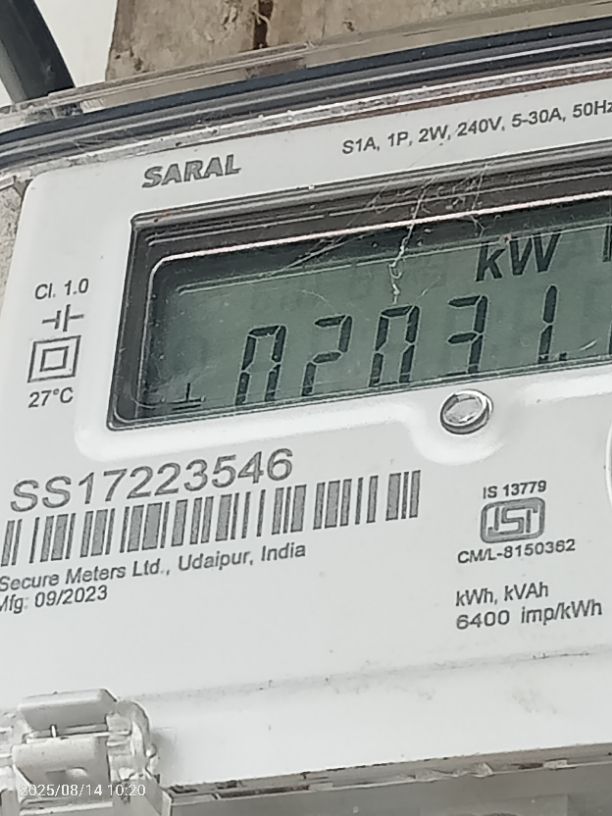 S1A, 1P, 2W, 240V, 5-30A, 50Hz
SARAL
kW
02031.
Cl. 1.0
27°C
SS17223546
Secure Meters Ltd., Udaipur, India
Mfg: 09/2023
IS 13779
ISI
CM/L-8150362
kWh, kVAh
6400 imp/kWh
2025/08/14 10:20